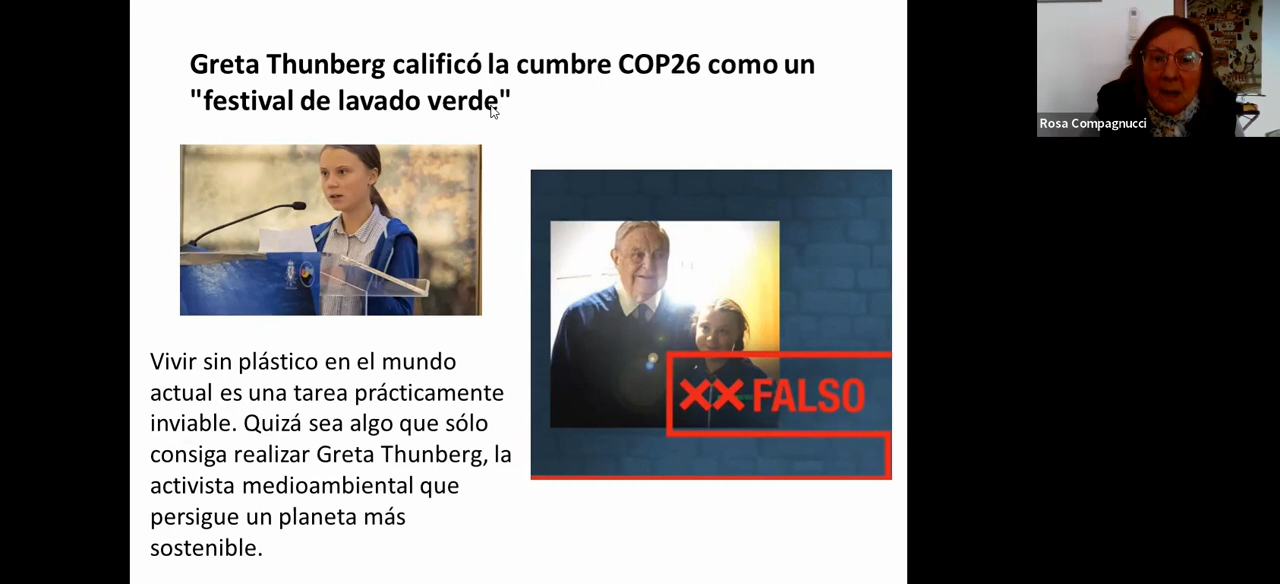 Greta Thunberg calificó la cumbre COP26 como un
"festival de lavado verde"
Vivir sin plástico en el mundo
actual es una tarea prácticamente
inviable. Quizá sea algo que sólo
consiga realizar Greta Thunberg, la
activista medioambiental que
persigue un planeta más
sostenible.
XX FALSO
Rosa Compagnucci